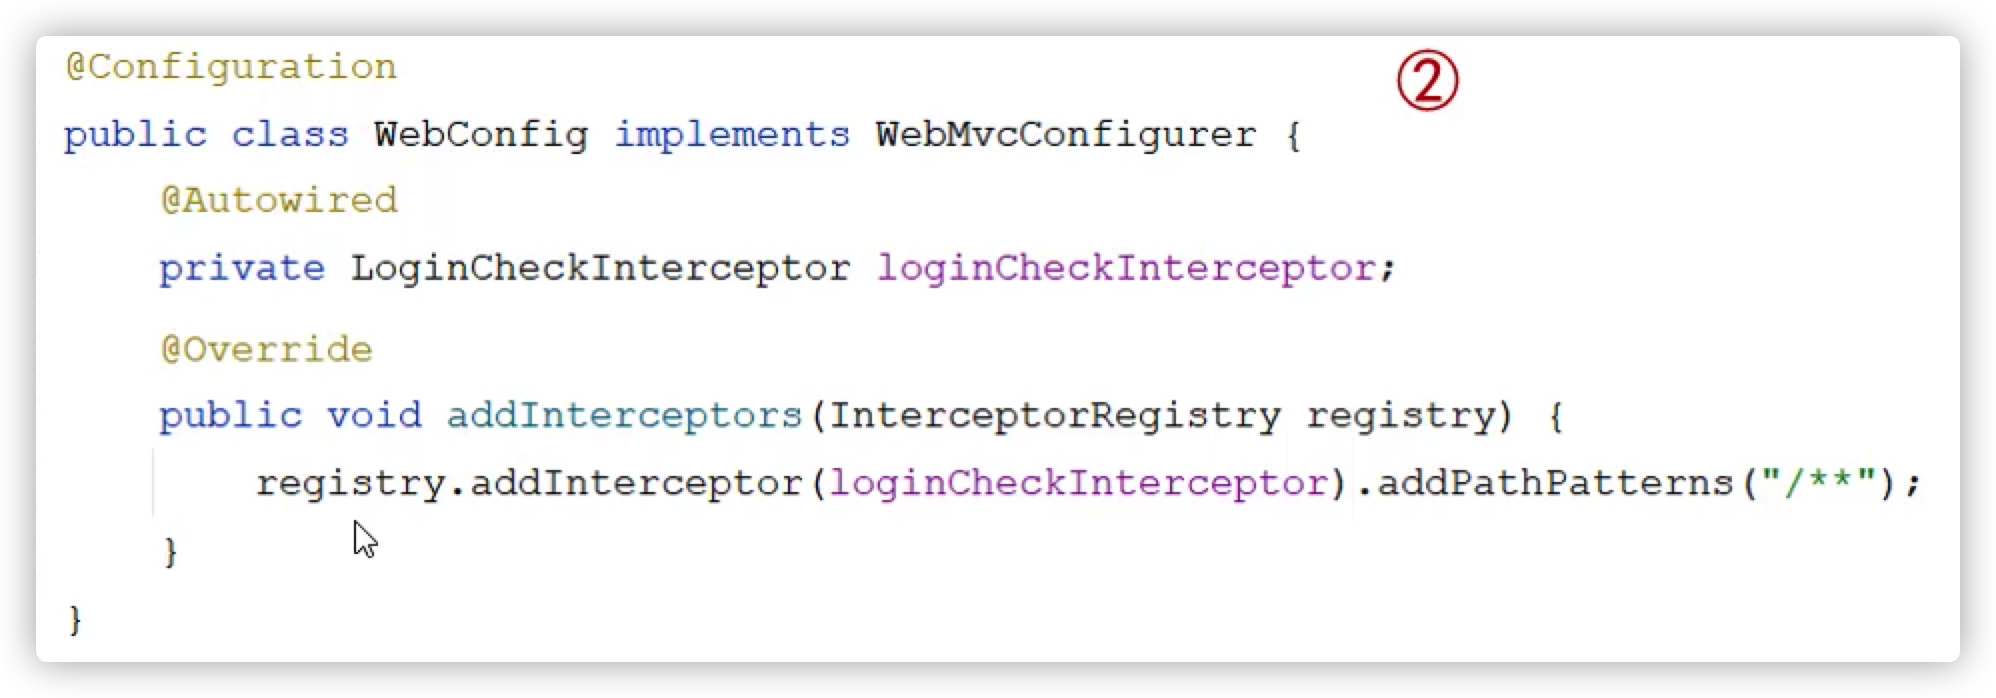 @Configuration
②
public class WebConfig implements WebMvcConfigurer {
@Autowired
private LoginCheckInterceptor loginCheckInterceptor;
@Override
public void addInterceptors(InterceptorRegistry registry) {
registry.addInterceptor(loginCheckInterceptor).addPathPatterns("/**");
}
}